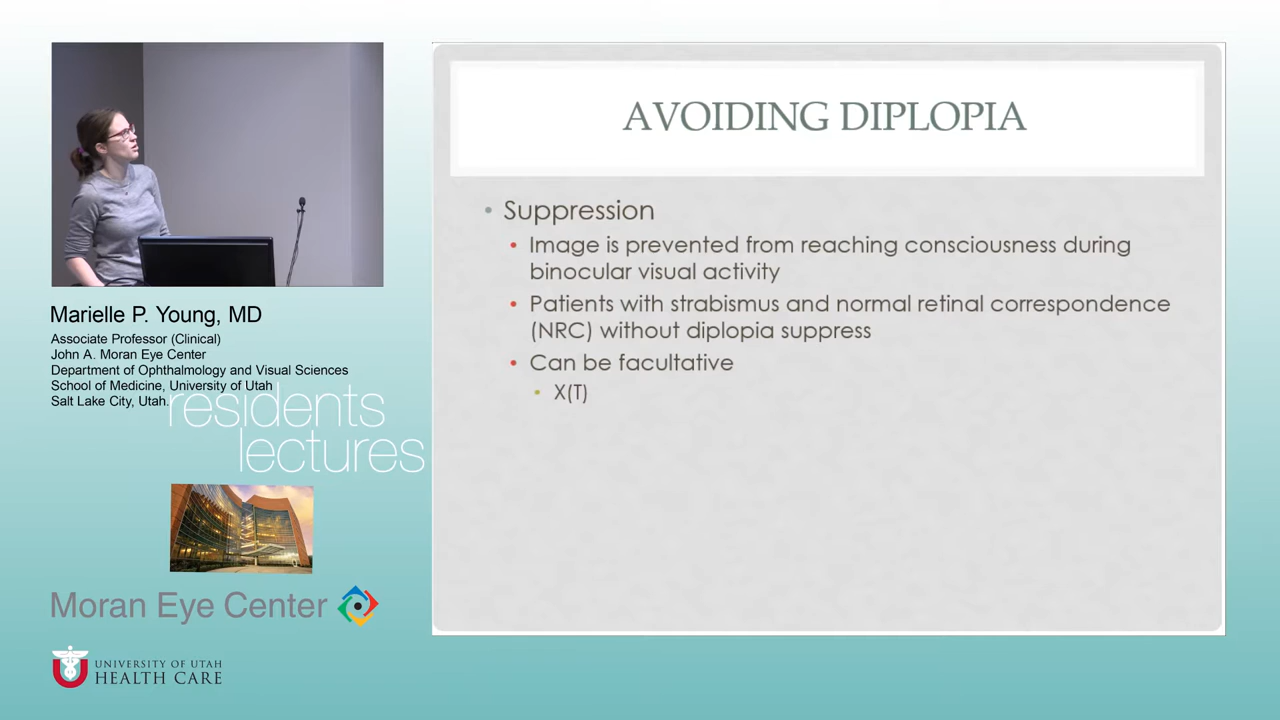 AVOIDING DIPLOPIA
• Suppression
• Image is prevented from reaching consciousness during
binocular visual activity
• Patients with strabismus and normal retinal correspondence
(NRC) without diplopia suppress
• Can be facultative
• X(T)
Marielle P. Young, MD
Associate Professor (Clinical)
John A. Moran Eye Center
Department of Ophthalmology and Visual Sciences
School of Medicine, University of Utah
Salt Lake City, Utah.
residents
lectures
Moran Eye Center
UNIVERSITY OF UTAH
HEALTH CARE